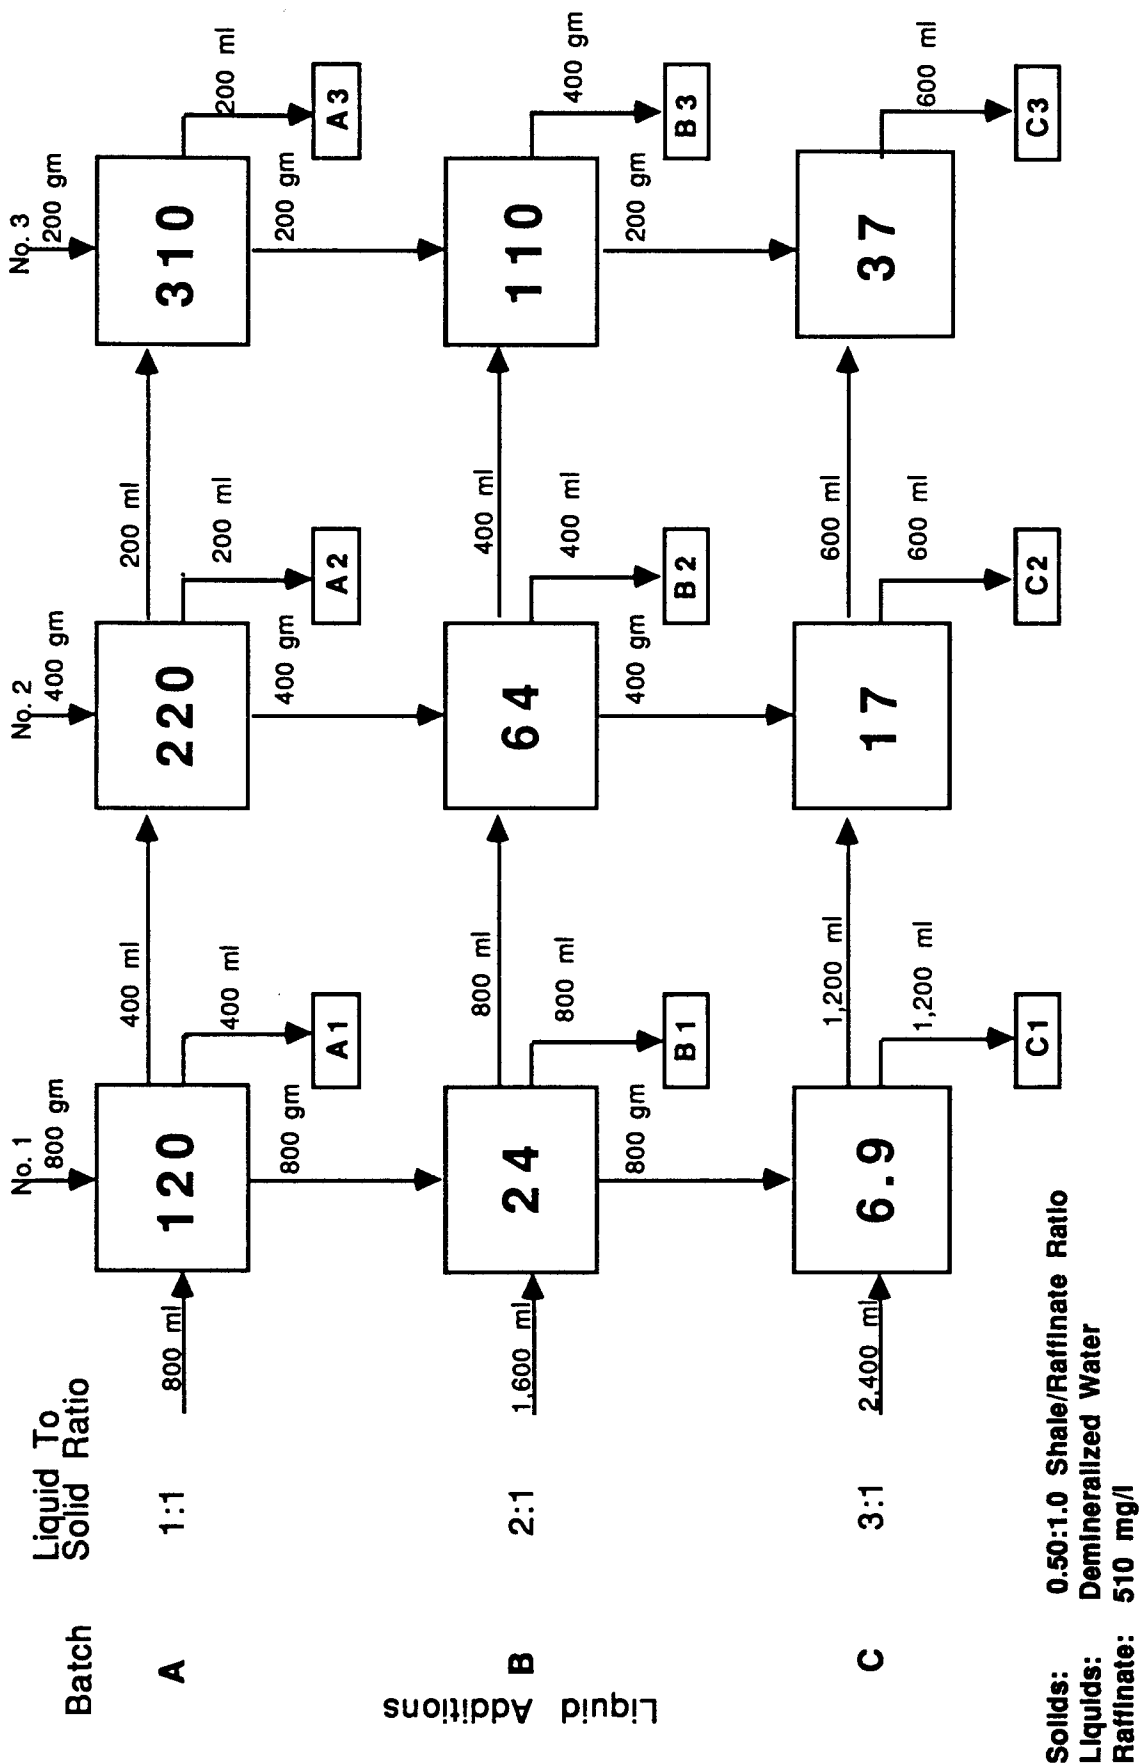 No. 1
800 gm
No. 2
400 gm
No. 3
200 gm
Batch
Liquid To
Solid Ratio
A
1:1
800 ml
120
400 ml
400 ml
A1
220
200 ml
200 ml
A2
310
200 ml
A3
800 gm
400 gm
200 gm
Liquid Additions
B
2:1
1,600 ml
24
800 ml
800 ml
B1
64
400 ml
400 ml
B2
110
400 gm
B3
800 gm
400 gm
200 gm
C
3:1
2,400 ml
6.9
1,200 ml
1,200 ml
C1
17
600 ml
600 ml
C2
37
600 ml
C3
Solids: 0.50:1.0 Shale/Raffinate Ratio
Liquids: Demineralized Water
Raffinate: 510 mg/l